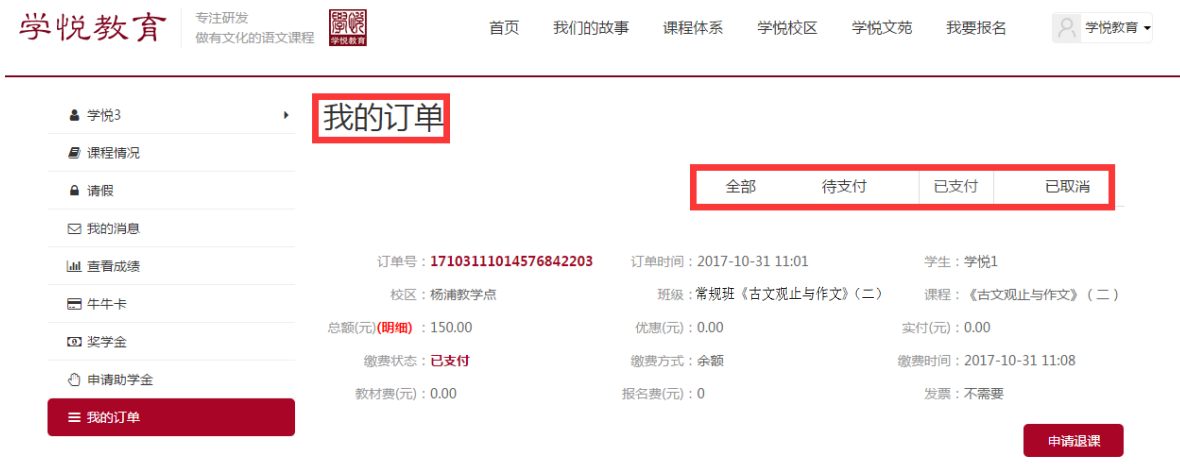 学悦教育
专注研发
做有文化的语文课程
學悦
学悦教育
首页 我们的故事 课程体系 学悦校区 学悦文苑 我要报名 学悦教育
学悦3
课程情况
请假
我的消息
查看成绩
牛牛卡
奖学金
申请助学金
我的订单
我的订单
全部 待支付 已支付 已取消
订单号：17103111014576842203 订单时间：2017-10-31 11:01 学生：学悦1
校区：杨浦教学点 班级：常规班《古文观止与作文》（二） 课程：《古文观止与作文》（二）
总额(元)(明细)：150.00 优惠(元)：0.00 实付(元)：0.00
缴费状态：已支付 缴费方式：余额 缴费时间：2017-10-31 11:08
教材费(元)：0.00 报名费(元)：0 发票：不需要
申请退课